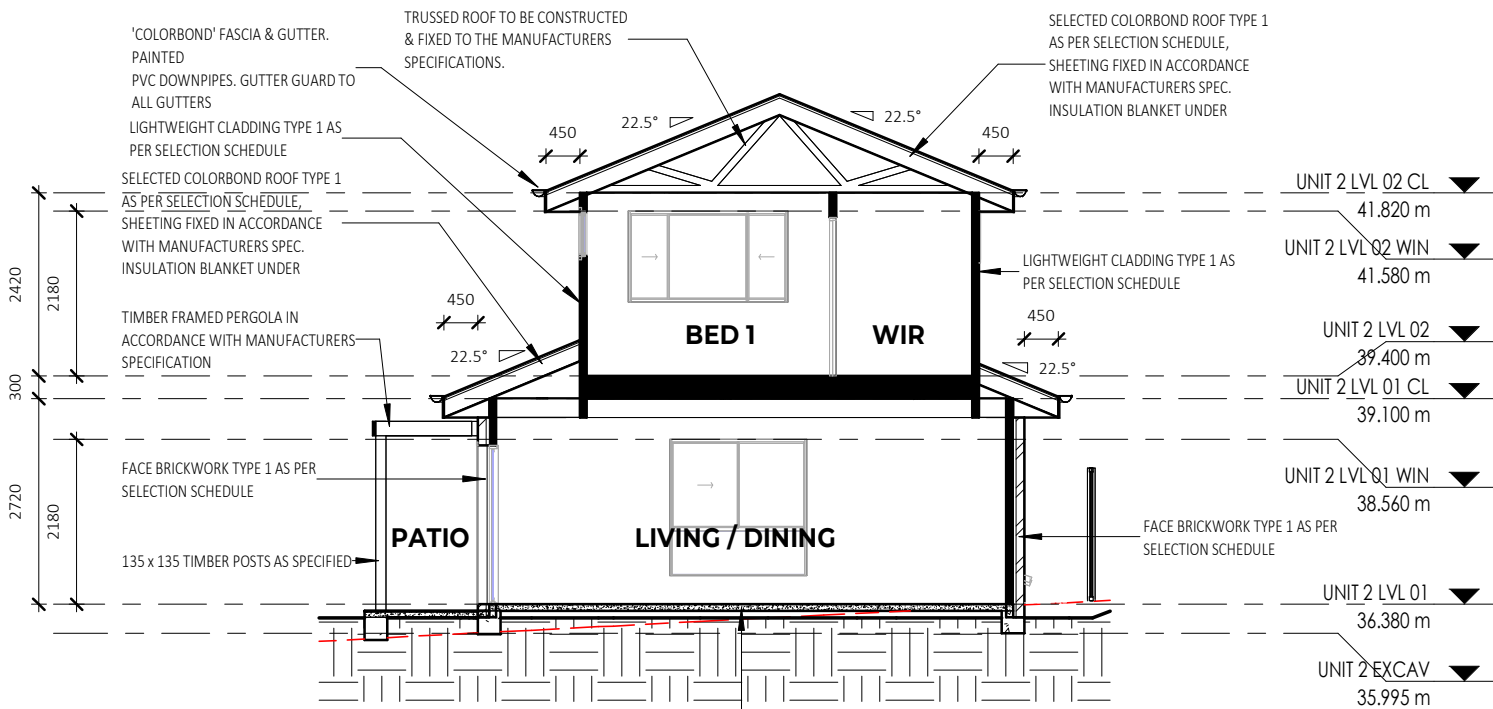 'COLORBOND' FASCIA & GUTTER.
PAINTED
PVC DOWNPIPES. GUTTER GUARD TO
ALL GUTTERS
LIGHTWEIGHT CLADDING TYPE 1 AS
PER SELECTION SCHEDULE
SELECTED COLORBOND ROOF TYPE 1
AS PER SELECTION SCHEDULE,
SHEETING FIXED IN ACCORDANCE
WITH MANUFACTURERS SPEC.
INSULATION BLANKET UNDER
TIMBER FRAMED PERGOLA IN
ACCORDANCE WITH MANUFACTURERS
SPECIFICATION
FACE BRICKWORK TYPE 1 AS PER
SELECTION SCHEDULE
135 x 135 TIMBER POSTS AS SPECIFIED
TRUSSED ROOF TO BE CONSTRUCTED
& FIXED TO THE MANUFACTURERS
SPECIFICATIONS.
SELECTED COLORBOND ROOF TYPE 1
AS PER SELECTION SCHEDULE,
SHEETING FIXED IN ACCORDANCE
WITH MANUFACTURERS SPEC.
INSULATION BLANKET UNDER
450
22.5°
22.5°
450
450
22.5°
450
22.5°
2420
2180
300
2720
2180
BED 1
WIR
PATIO
LIVING / DINING
LIGHTWEIGHT CLADDING TYPE 1 AS
PER SELECTION SCHEDULE
FACE BRICKWORK TYPE 1 AS PER
SELECTION SCHEDULE
UNIT 2 LVL 02 CL
41.820 m
UNIT 2 LVL 02 WIN
41.580 m
UNIT 2 LVL 02
39.400 m
UNIT 2 LVL 01 CL
39.100 m
UNIT 2 LVL 01 WIN
38.560 m
UNIT 2 LVL 01
36.380 m
UNIT 2 EXCAV
35.995 m